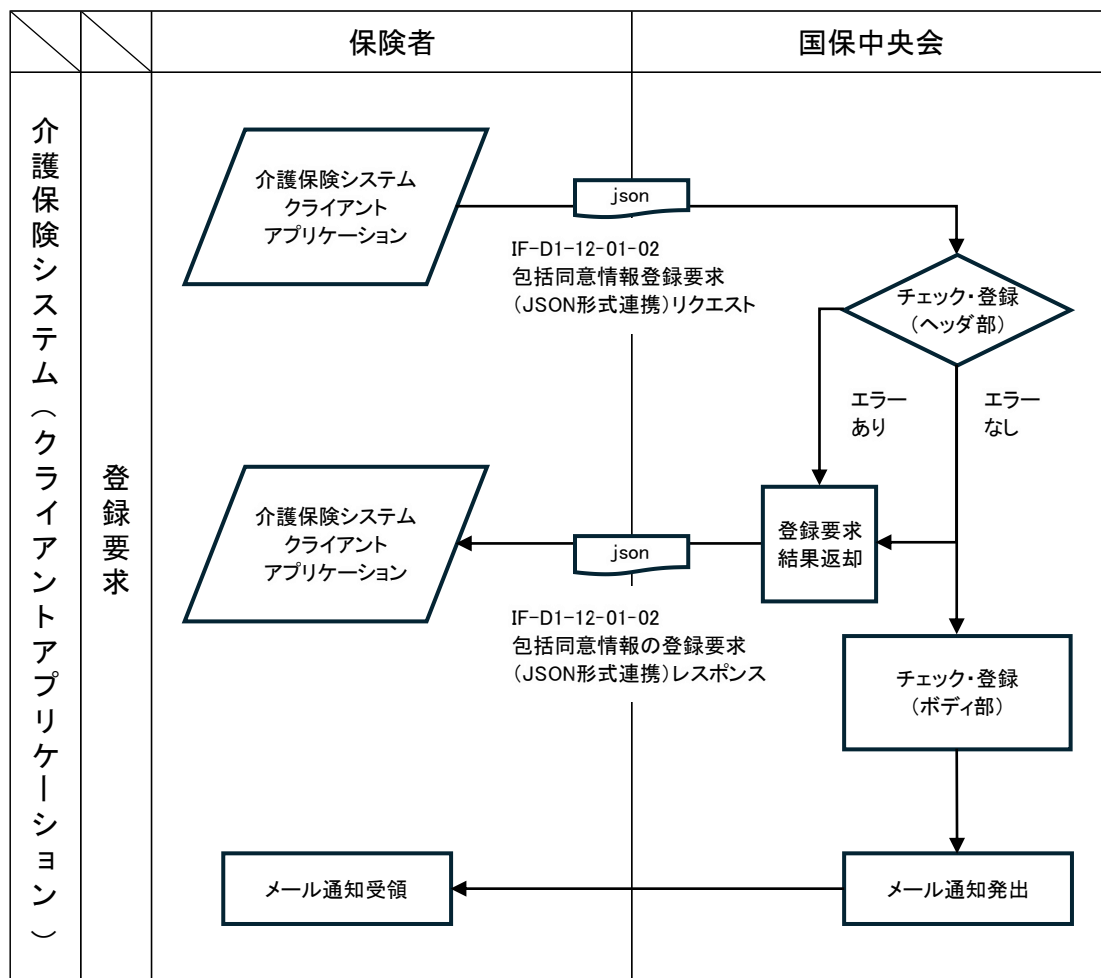 保険者
国保中央会
介護保険システム（クライアントアプリケーション）
登録要求
介護保険システム
クライアント
アプリケーション
json
IF-D1-12-01-02
包括同意情報登録要求
（JSON形式連携）リクエスト
チェック・登録
（ヘッダ部）
エラー
あり
エラー
なし
介護保険システム
クライアント
アプリケーション
json
登録要求
結果返却
IF-D1-12-01-02
包括同意情報の登録要求
（JSON形式連携）レスポンス
チェック・登録
（ボディ部）
メール通知受領
メール通知発出